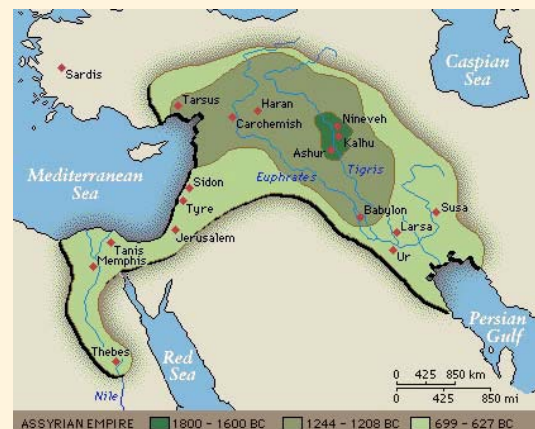 Sardis
Caspian
Sea
Tarsus
Haran
Carchemish
Nineveh
Kalhu
Ashur
Mediterranean
Sea
Sidon
Euphrates
Tigris
Tyre
Susa
Babylon
Larsa
Jerusalem
Tanis
Memphis
Ur
Thebes
Red
Sea
Persian
Gulf
Nile
0 425 850 km
0 425 850 mi
ASSYRIAN EMPIRE 1800 - 1600 BC 1244 - 1208 BC 699 - 627 BC